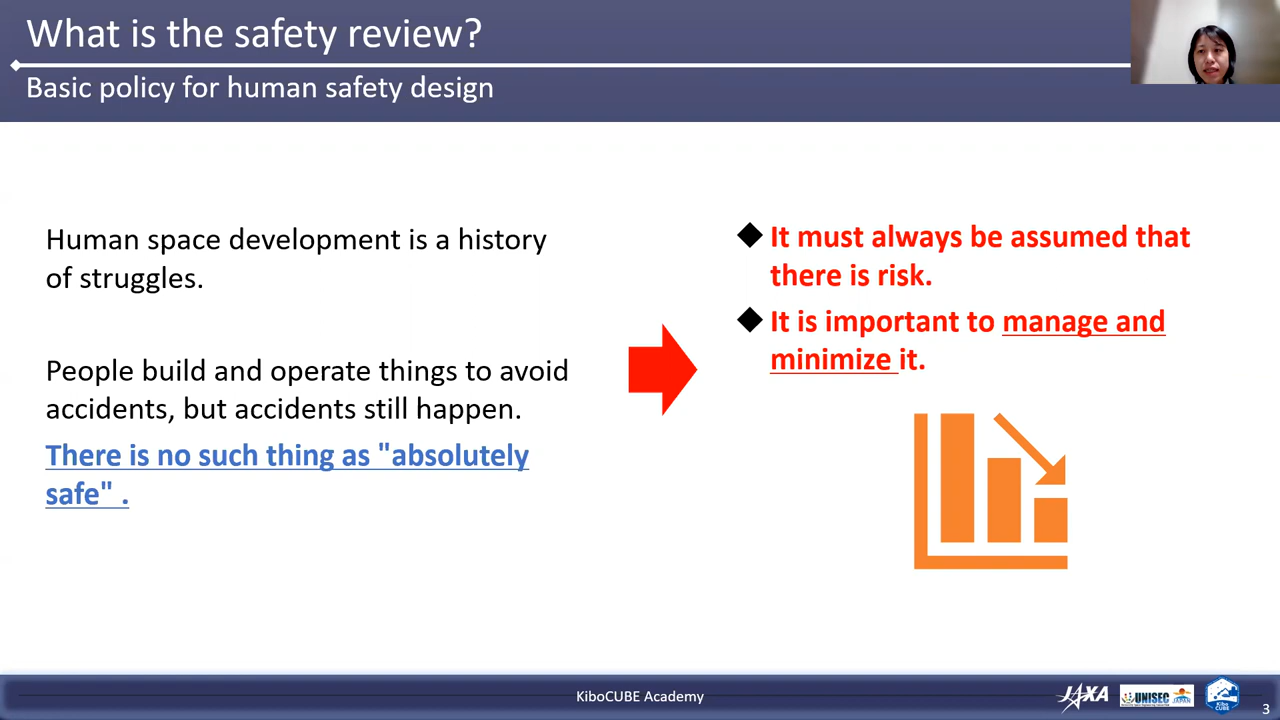 What is the safety review?
Basic policy for human safety design
Human space development is a history
of struggles.
People build and operate things to avoid
accidents, but accidents still happen.
There is no such thing as "absolutely
safe" .
◆ It must always be assumed that
there is risk.
◆ It is important to manage and
minimize it.
KiboCUBE Academy
JAXA
UNISEC
JAPAN
Kibo
CUBE
3